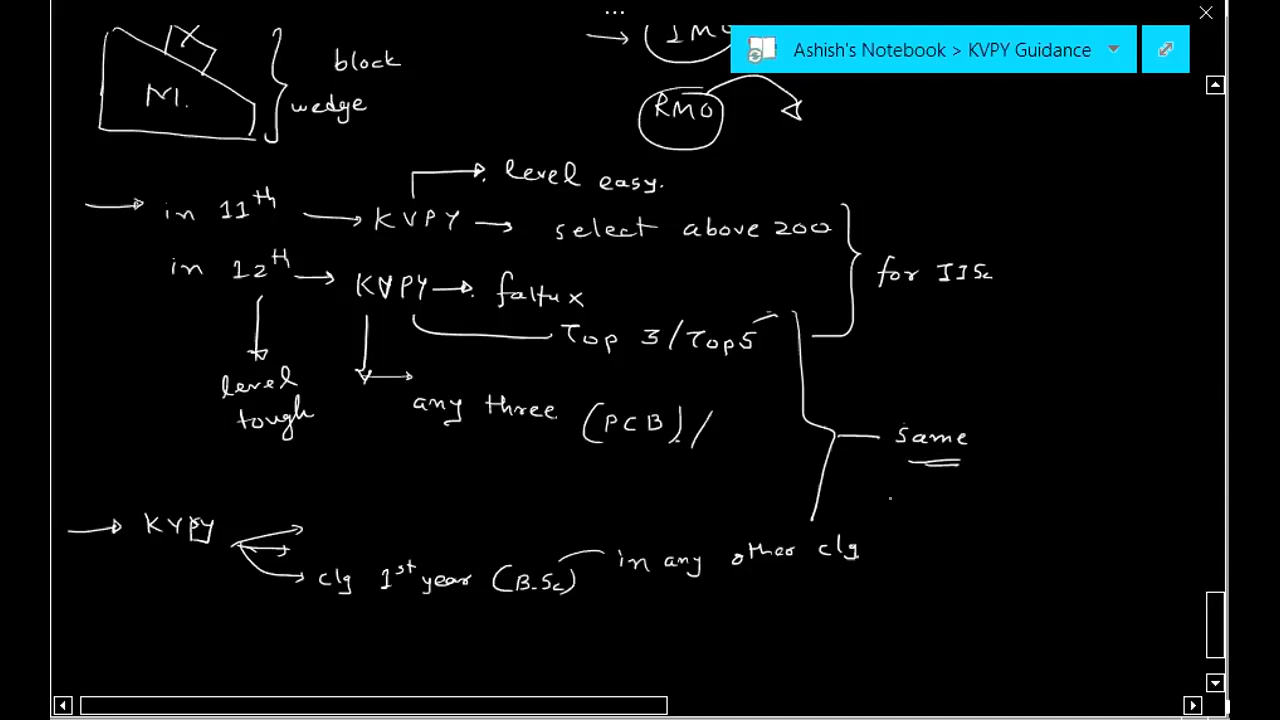 Ashish's Notebook > KVPY Guidance
IMO
block
wedge
M.
RMO
level easy.
in 11th KVPY select above 200
in 12th KVPY faltu x
for IISc
Top 3/Top5
level
tough
any three (PCB)/
same
KVPY
clg 1st year (B.Sc) in any other clg